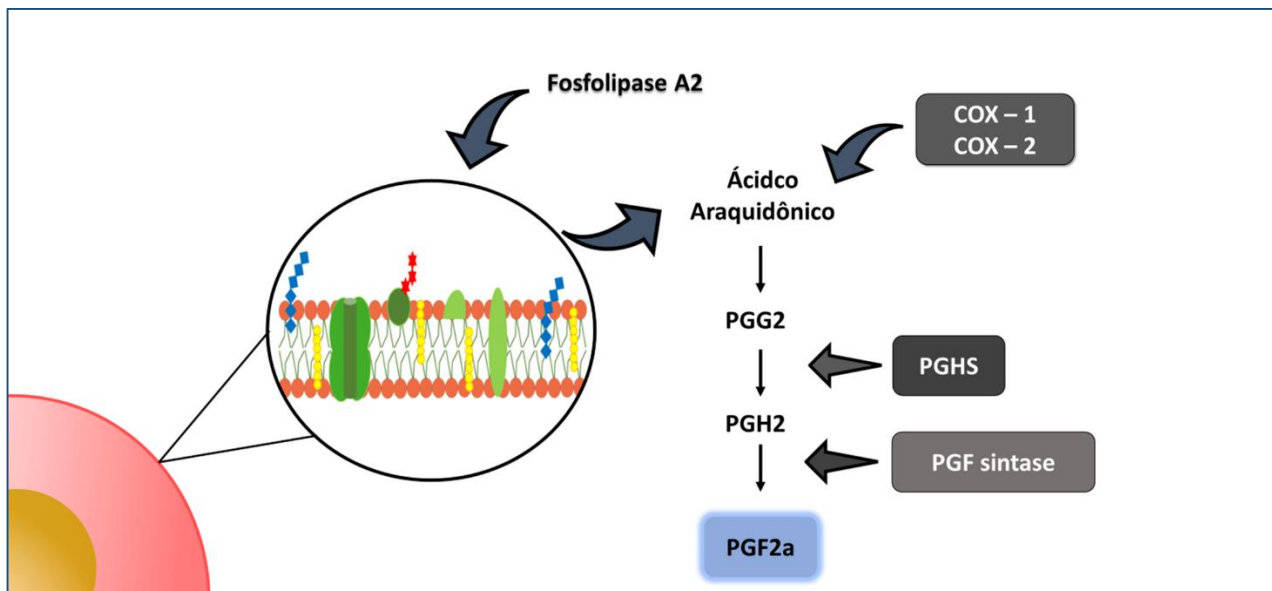 Fosfolipase A2
COX – 1
COX – 2
Ácidco
Araquidônico
PGG2
PGHS
PGH2
PGF sintase
PGF2a